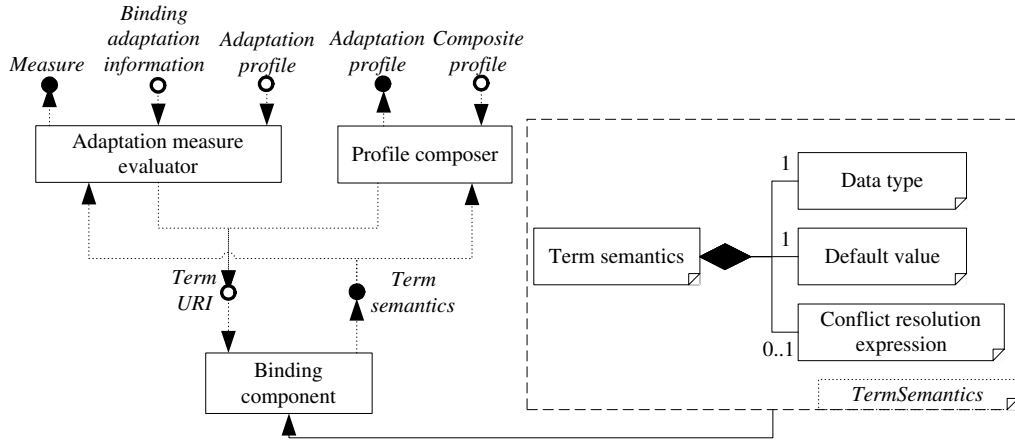 Measure
Binding
adaptation
information
Adaptation
profile
Adaptation
profile
Composite
profile
Adaptation measure
evaluator
Profile composer
Term
URI
Term
semantics
Binding
component
Term semantics
1
Data type
1
Default value
0..1
Conflict resolution
expression
TermSemantics